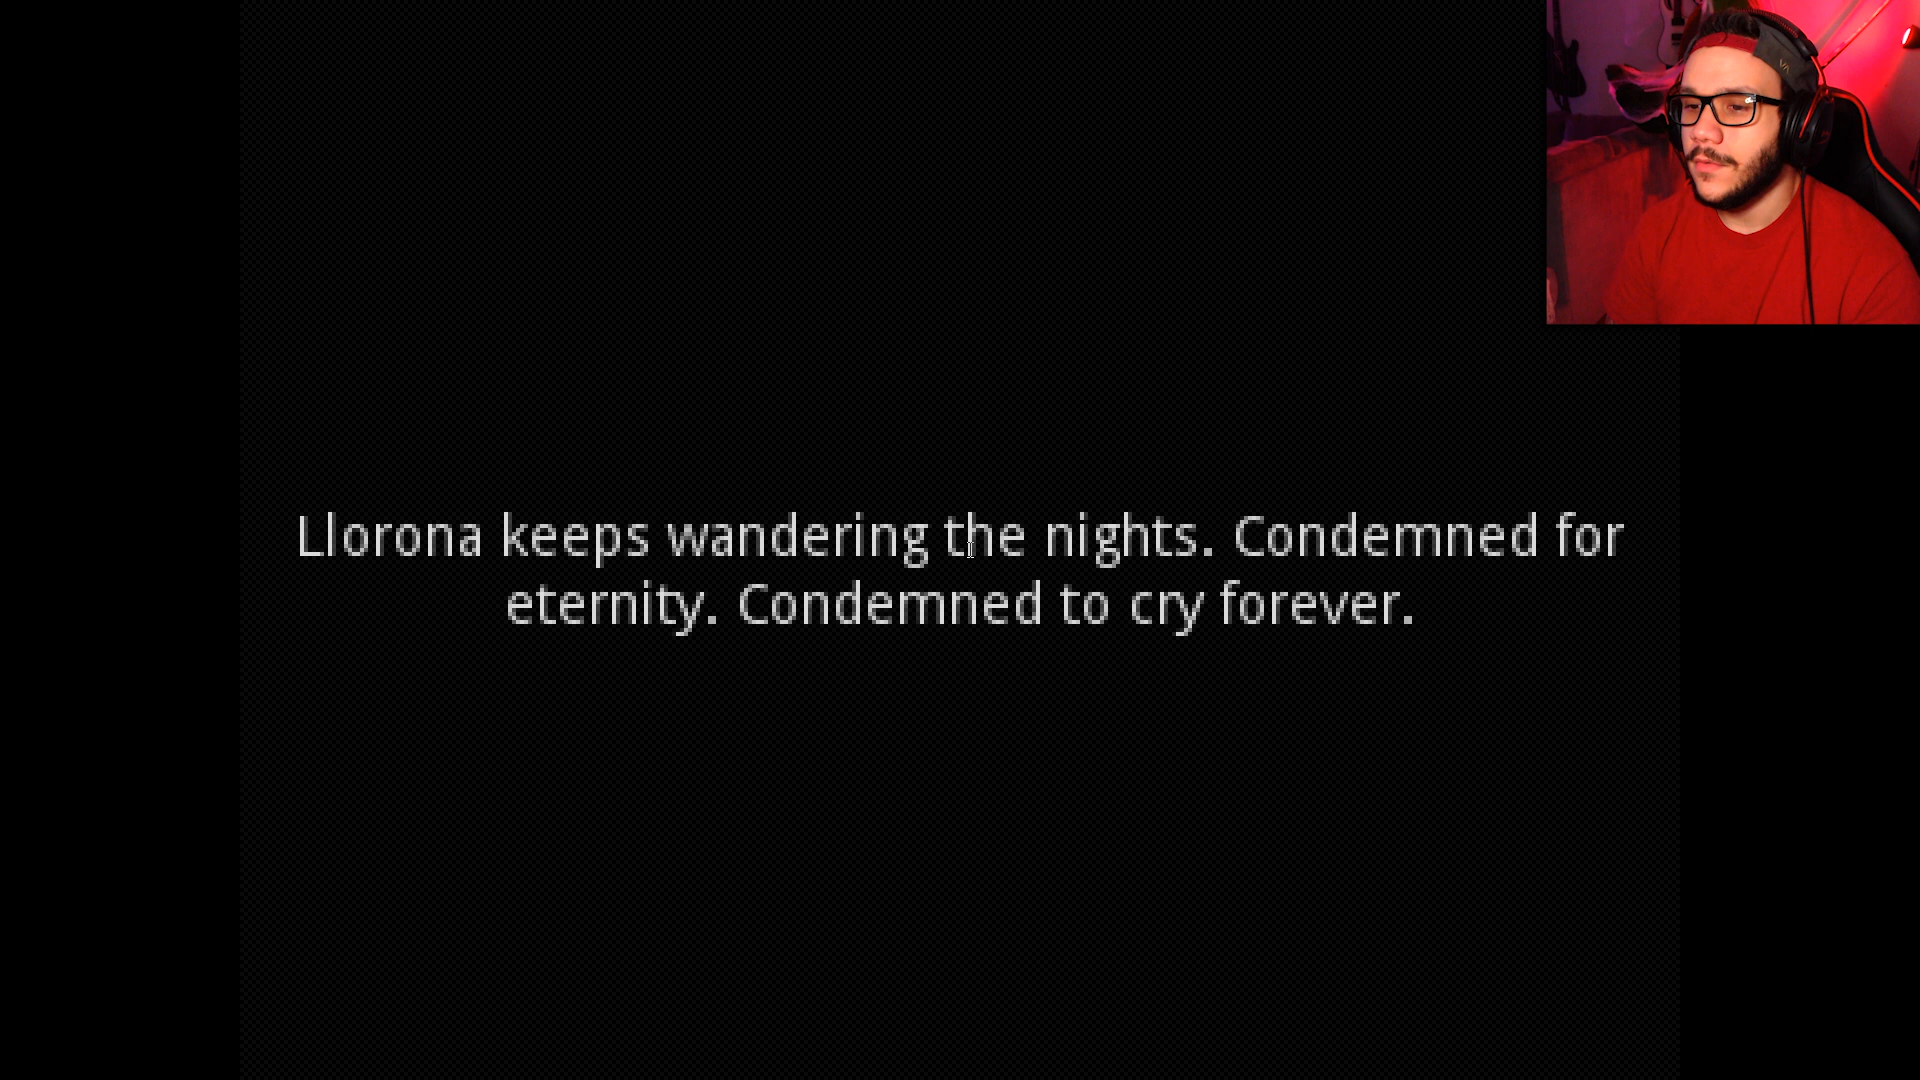 Llorona keeps wandering the nights. Condemned for
eternity. Condemned to cry forever.